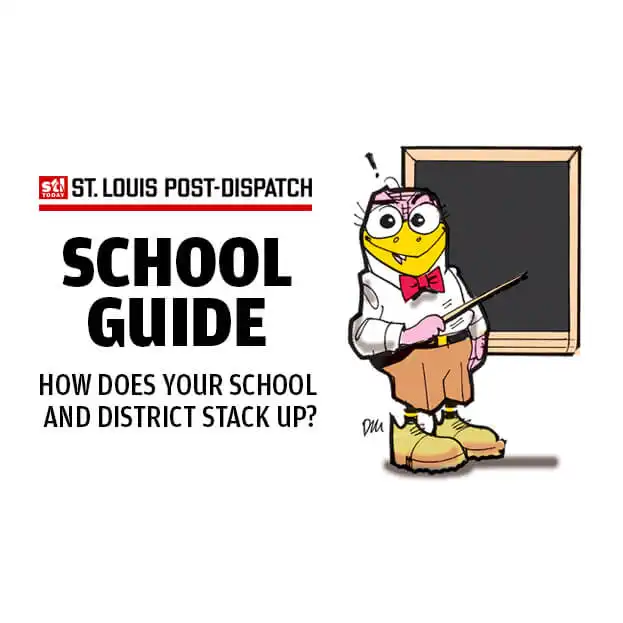 stl TODAY ST. LOUIS POST-DISPATCH
SCHOOL
GUIDE
HOW DOES YOUR SCHOOL
AND DISTRICT STACK UP?
!
DM